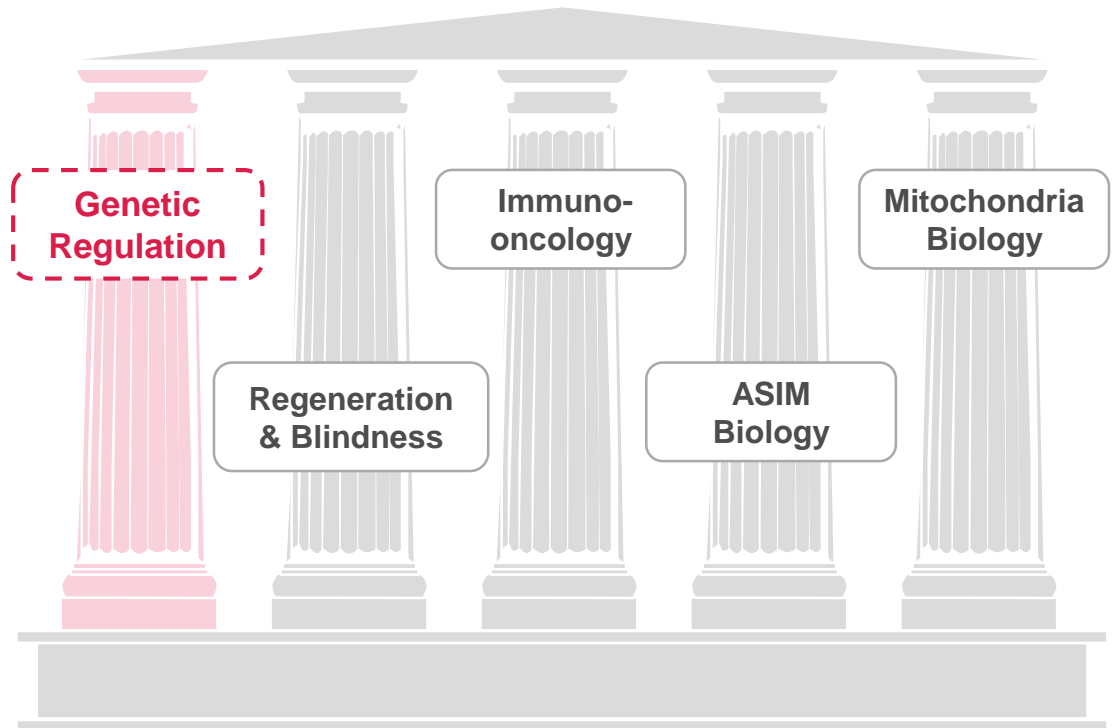 Genetic
Regulation
Regeneration
& Blindness
Immuno-
oncology
ASIM
Biology
Mitochondria
Biology